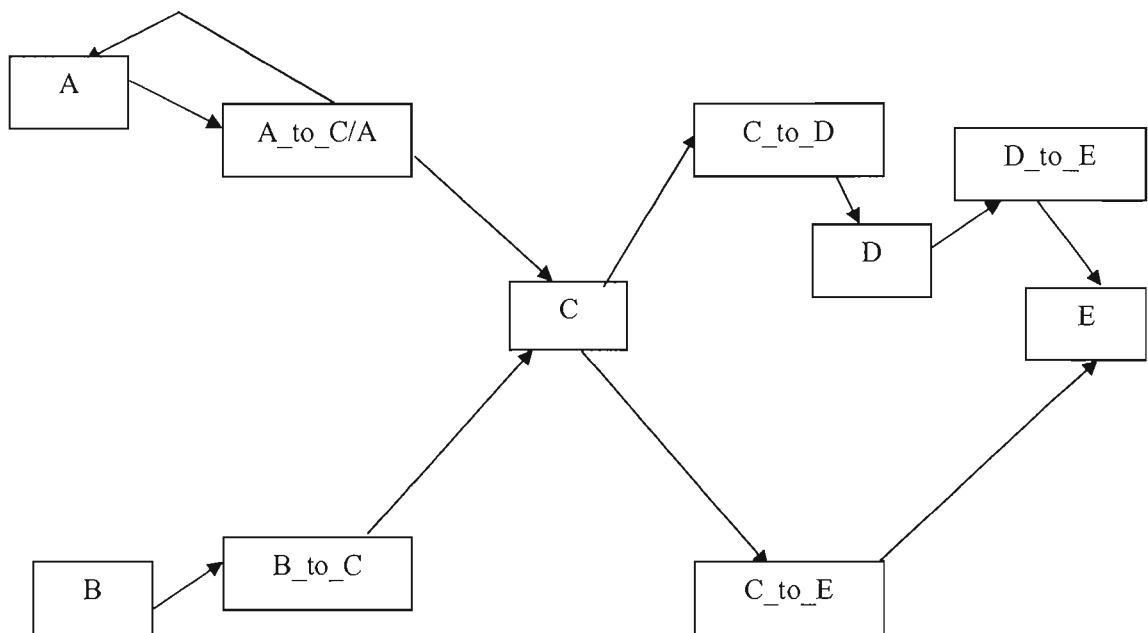 A
A_to_C/A
C_to_D
D_to_E
D
C
E
B
B_to_C
C_to_E